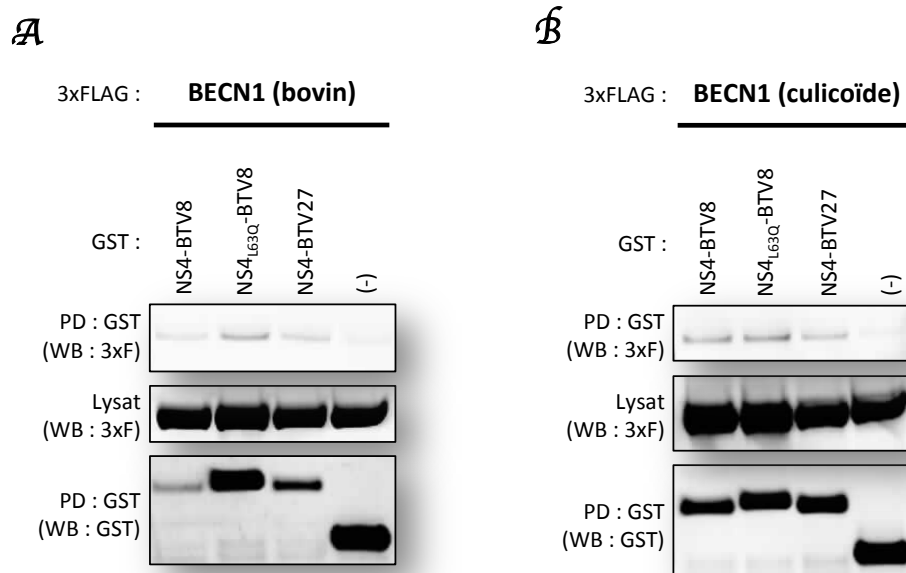 A
3xFLAG : BECN1 (bovin)
GST :
NS4-BTV8
NS4L63Q-BTV8
NS4-BTV27
(-)
PD : GST
(WB : 3xF)
Lysat
(WB : 3xF)
PD : GST
(WB : GST)
B
3xFLAG : BECN1 (culicoïde)
GST :
NS4-BTV8
NS4L63Q-BTV8
NS4-BTV27
(-)
PD : GST
(WB : 3xF)
Lysat
(WB : 3xF)
PD : GST
(WB : GST)